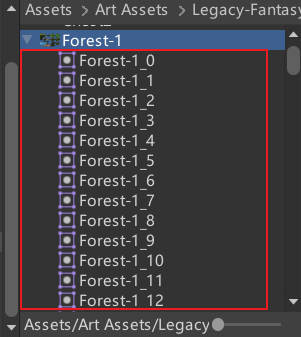 Assets > Art Assets > Legacy-Fantasy
Forest-1
Forest-1_0
Forest-1_1
Forest-1_2
Forest-1_3
Forest-1_4
Forest-1_5
Forest-1_6
Forest-1_7
Forest-1_8
Forest-1_9
Forest-1_10
Forest-1_11
Forest-1_12
Assets/Art Assets/Legacy